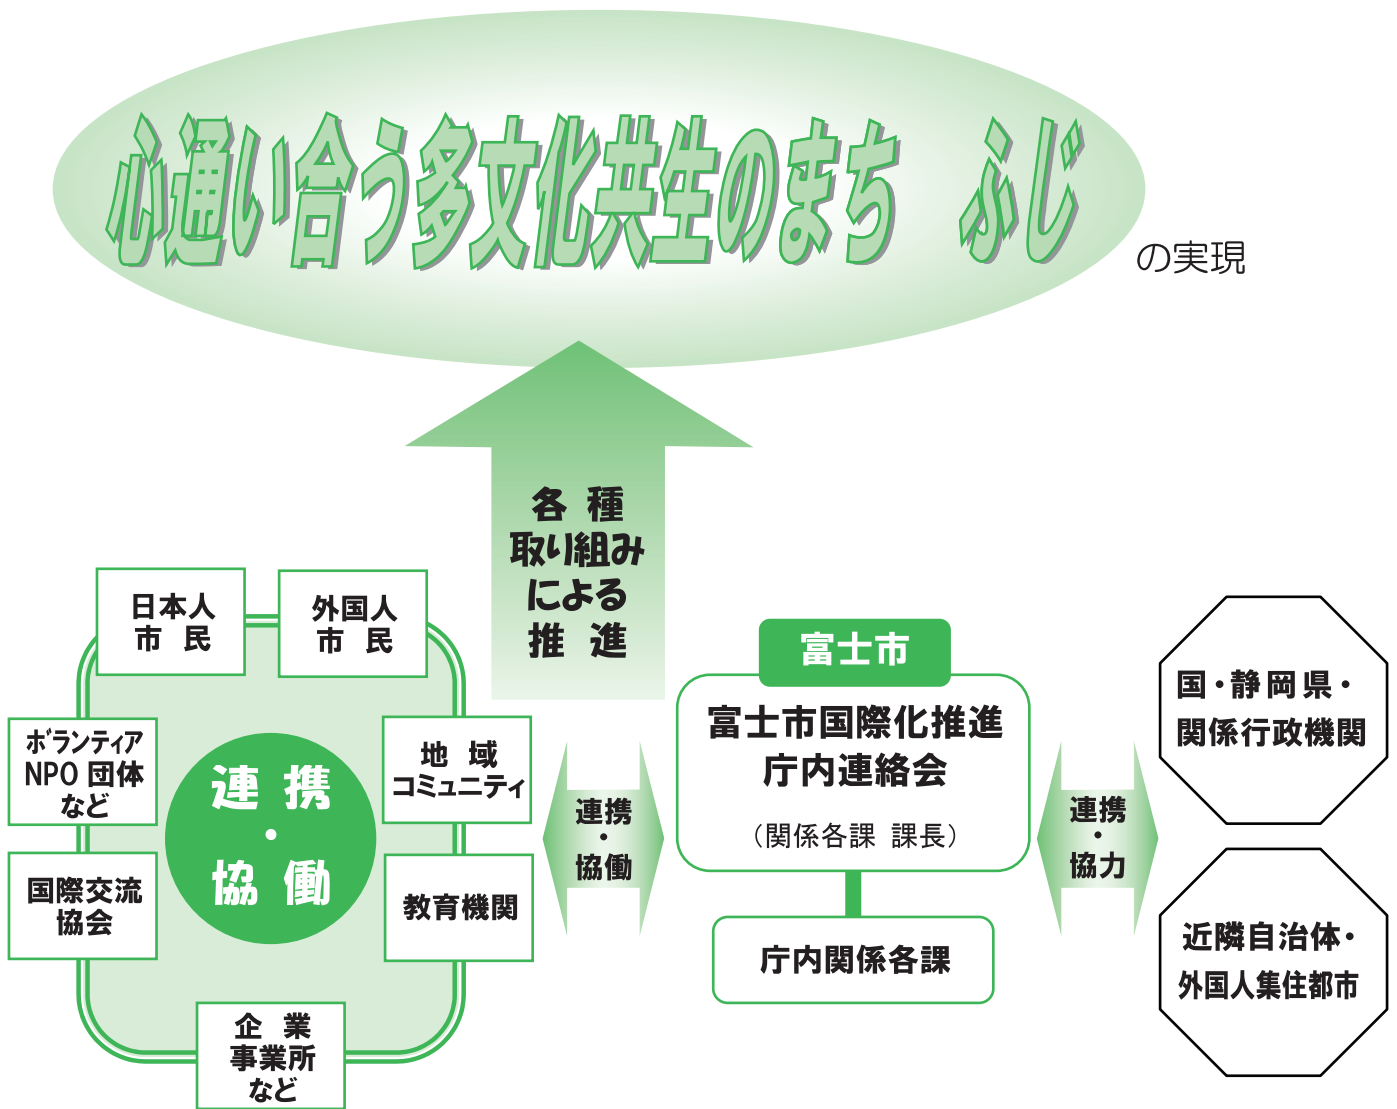 心通い合う多文化共生のまち　ふじ
の実現
各 種
取り組み
による
推 進
日本人
市 民
外国人
市 民
ボランティア
NPO 団体
など
地 域
コミュニティ
連 携
・
協 働
国際交流
協会
教育機関
企 業
事業所
など
連携
・
協働
富士市
富士市国際化推進
庁内連絡会
（関係各課 課長）
庁内関係各課
連携
・
協力
国・静岡県・
関係行政機関
近隣自治体・
外国人集住都市